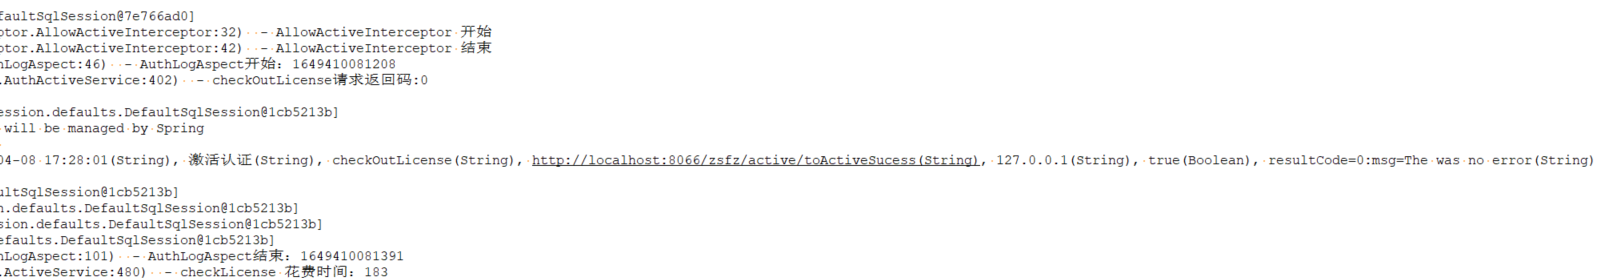 faultSqlSession@7e766ad0]
ptor.AllowActiveInterceptor:32) - AllowActiveInterceptor 开始
ptor.AllowActiveInterceptor:42) - AllowActiveInterceptor 结束
hLogAspect:46) - AuthLogAspect开始：1649410081208
.AuthActiveService:402) - checkOutLicense请求返回码:0
ession.defaults.DefaultSqlSession@1cb5213b]
will be managed by Spring
04-08 17:28:01(String), 激活认证(String), checkOutLicense(String), http://localhost:8066/zsfz/active/toActiveSucess(String), 127.0.0.1(String), true(Boolean), resultCode=0:msg=The was no error(String)
ultSqlSession@1cb5213b]
n.defaults.DefaultSqlSession@1cb5213b]
sion.defaults.DefaultSqlSession@1cb5213b]
efaults.DefaultSqlSession@1cb5213b]
hLogAspect:101) - AuthLogAspect结束：1649410081391
.ActiveService:480) - checkLicense 花费时间：183